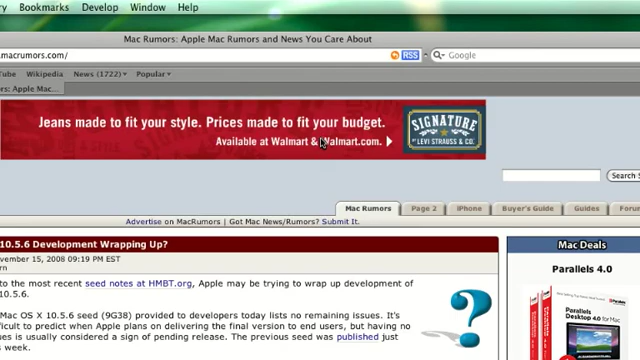 ry Bookmarks Develop Window Help
Mac Rumors: Apple Mac Rumors and News You Care About
.macrumors.com/ RSS Google
Tube Wikipedia News (1722) Popular
rs: Apple Mac...
Jeans made to fit your style. Prices made to fit your budget.
Available at Walmart & Walmart.com.
SIGNATURE
BY LEVI STRAUSS & CO.
Search S
Mac Rumors Page 2 iPhone Buyer's Guide Guides Forum
Advertise on MacRumors | Got Mac News/Rumors? Submit It.
10.5.6 Development Wrapping Up?
Mac Deals
vember 15, 2008 09:19 PM EST
rn
Parallels 4.0
to the most recent seed notes at HMBT.org, Apple may be trying to wrap up development of
10.5.6.
Mac OS X 10.5.6 seed (9G38) provided to developers today lists no remaining issues. It's
ficult to predict when Apple plans on delivering the final version to end users, but having no
ues is usually considered a sign of pending release. The previous seed was published just
s week.
Parallels
Desktop 4.0 for Mac